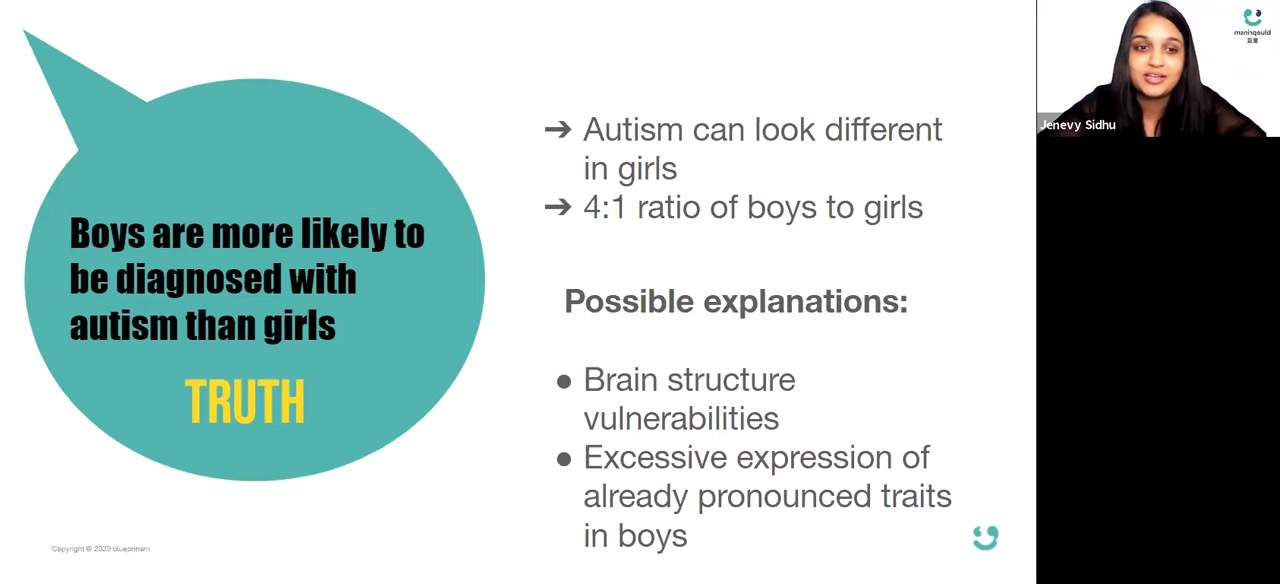 Boys are more likely to
be diagnosed with
autism than girls
TRUTH
➔ Autism can look different
in girls
➔ 4:1 ratio of boys to girls
Possible explanations:
● Brain structure
vulnerabilities
● Excessive expression of
already pronounced traits
in boys
Copyright © 2020 blueprinsm
Jenevy Sidhu